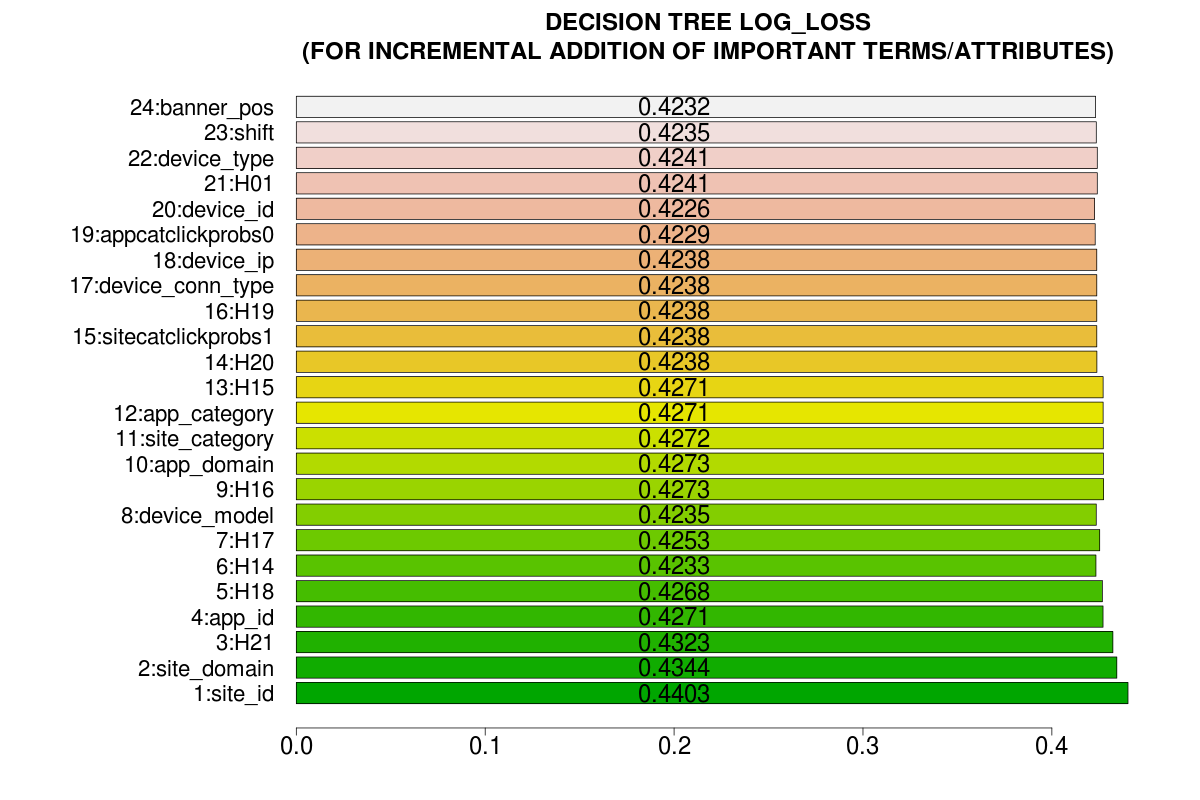 DECISION TREE LOG_LOSS
(FOR INCREMENTAL ADDITION OF IMPORTANT TERMS/ATTRIBUTES)
24:banner_pos 0.4232
23:shift 0.4235
22:device_type 0.4241
21:H01 0.4241
20:device_id 0.4226
19:appcatclickprobs0 0.4229
18:device_ip 0.4238
17:device_conn_type 0.4238
16:H19 0.4238
15:sitecatclickprobs1 0.4238
14:H20 0.4238
13:H15 0.4271
12:app_category 0.4271
11:site_category 0.4272
10:app_domain 0.4273
9:H16 0.4273
8:device_model 0.4235
7:H17 0.4253
6:H14 0.4233
5:H18 0.4268
4:app_id 0.4271
3:H21 0.4323
2:site_domain 0.4344
1:site_id 0.4403
0.0 0.1 0.2 0.3 0.4